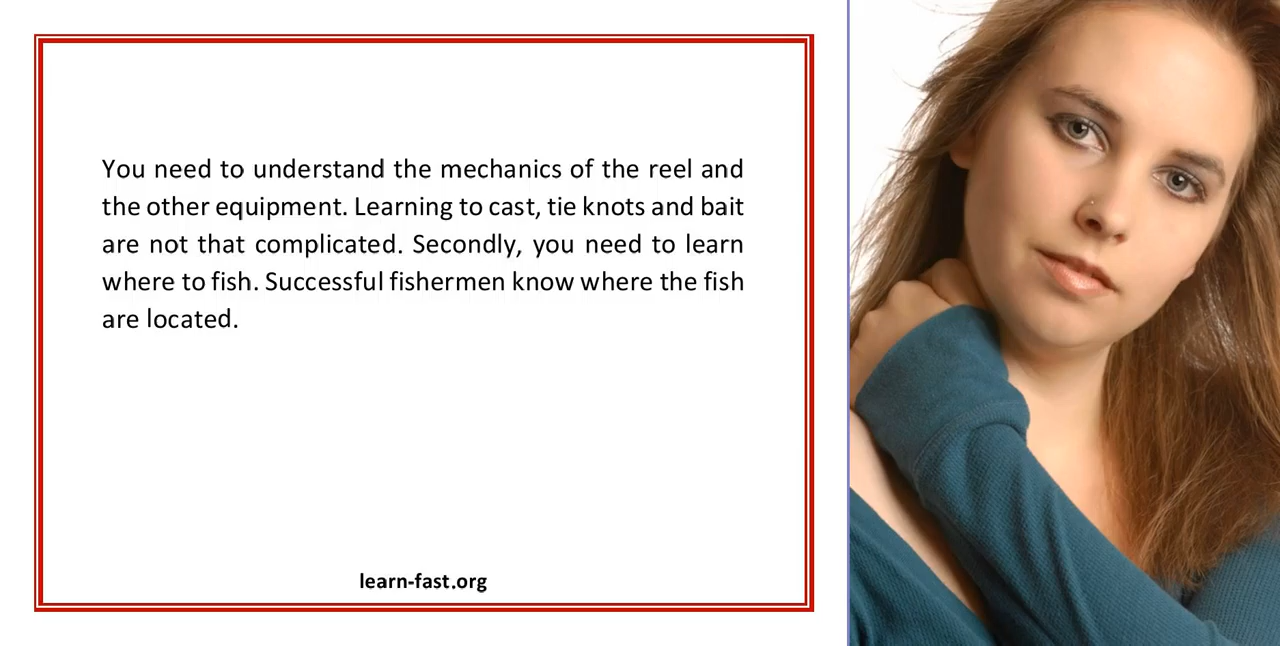 You need to understand the mechanics of the reel and
the other equipment. Learning to cast, tie knots and bait
are not that complicated. Secondly, you need to learn
where to fish. Successful fishermen know where the fish
are located.
learn-fast.org